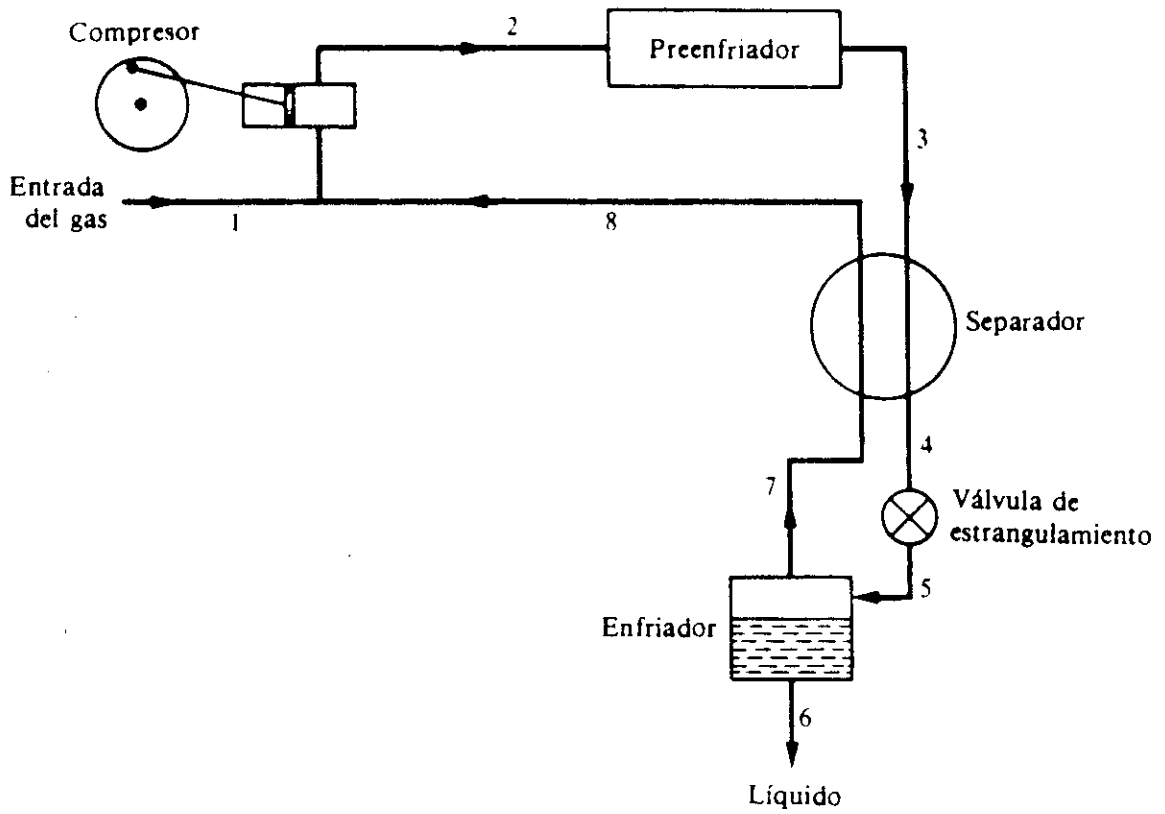 Compresor
2
Preenfriador
3
Entrada
del gas
1
8
Separador
4
7
Válvula de
estrangulamiento
5
Enfriador
6
Líquido